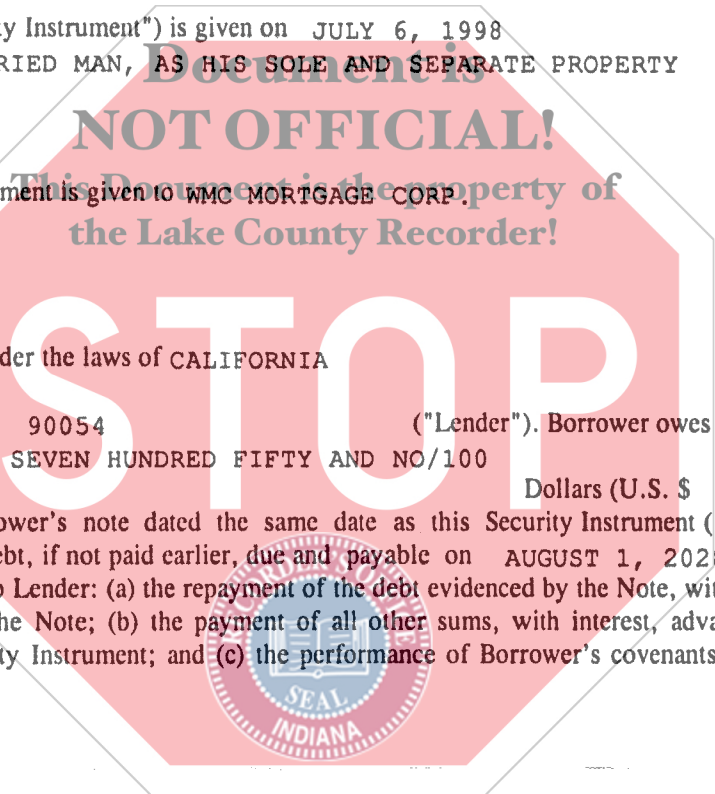 y Instrument") is given on JULY 6, 1998
RIED MAN, AS HIS SOLE AND SEPARATE PROPERTY
Document is
NOT OFFICIAL!
This Document is the property of
ment is given to WMC MORTGAGE CORP.
the Lake County Recorder!
STOP
der the laws of CALIFORNIA
90054 ("Lender"). Borrower owes
SEVEN HUNDRED FIFTY AND NO/100
Dollars (U.S. $
ower's note dated the same date as this Security Instrument (
ebt, if not paid earlier, due and payable on AUGUST 1, 202
o Lender: (a) the repayment of the debt evidenced by the Note, wit
he Note; (b) the payment of all other sums, with interest, adva
ty Instrument; and (c) the performance of Borrower's covenants
RECORDER'S OFFICE
SEAL
INDIANA